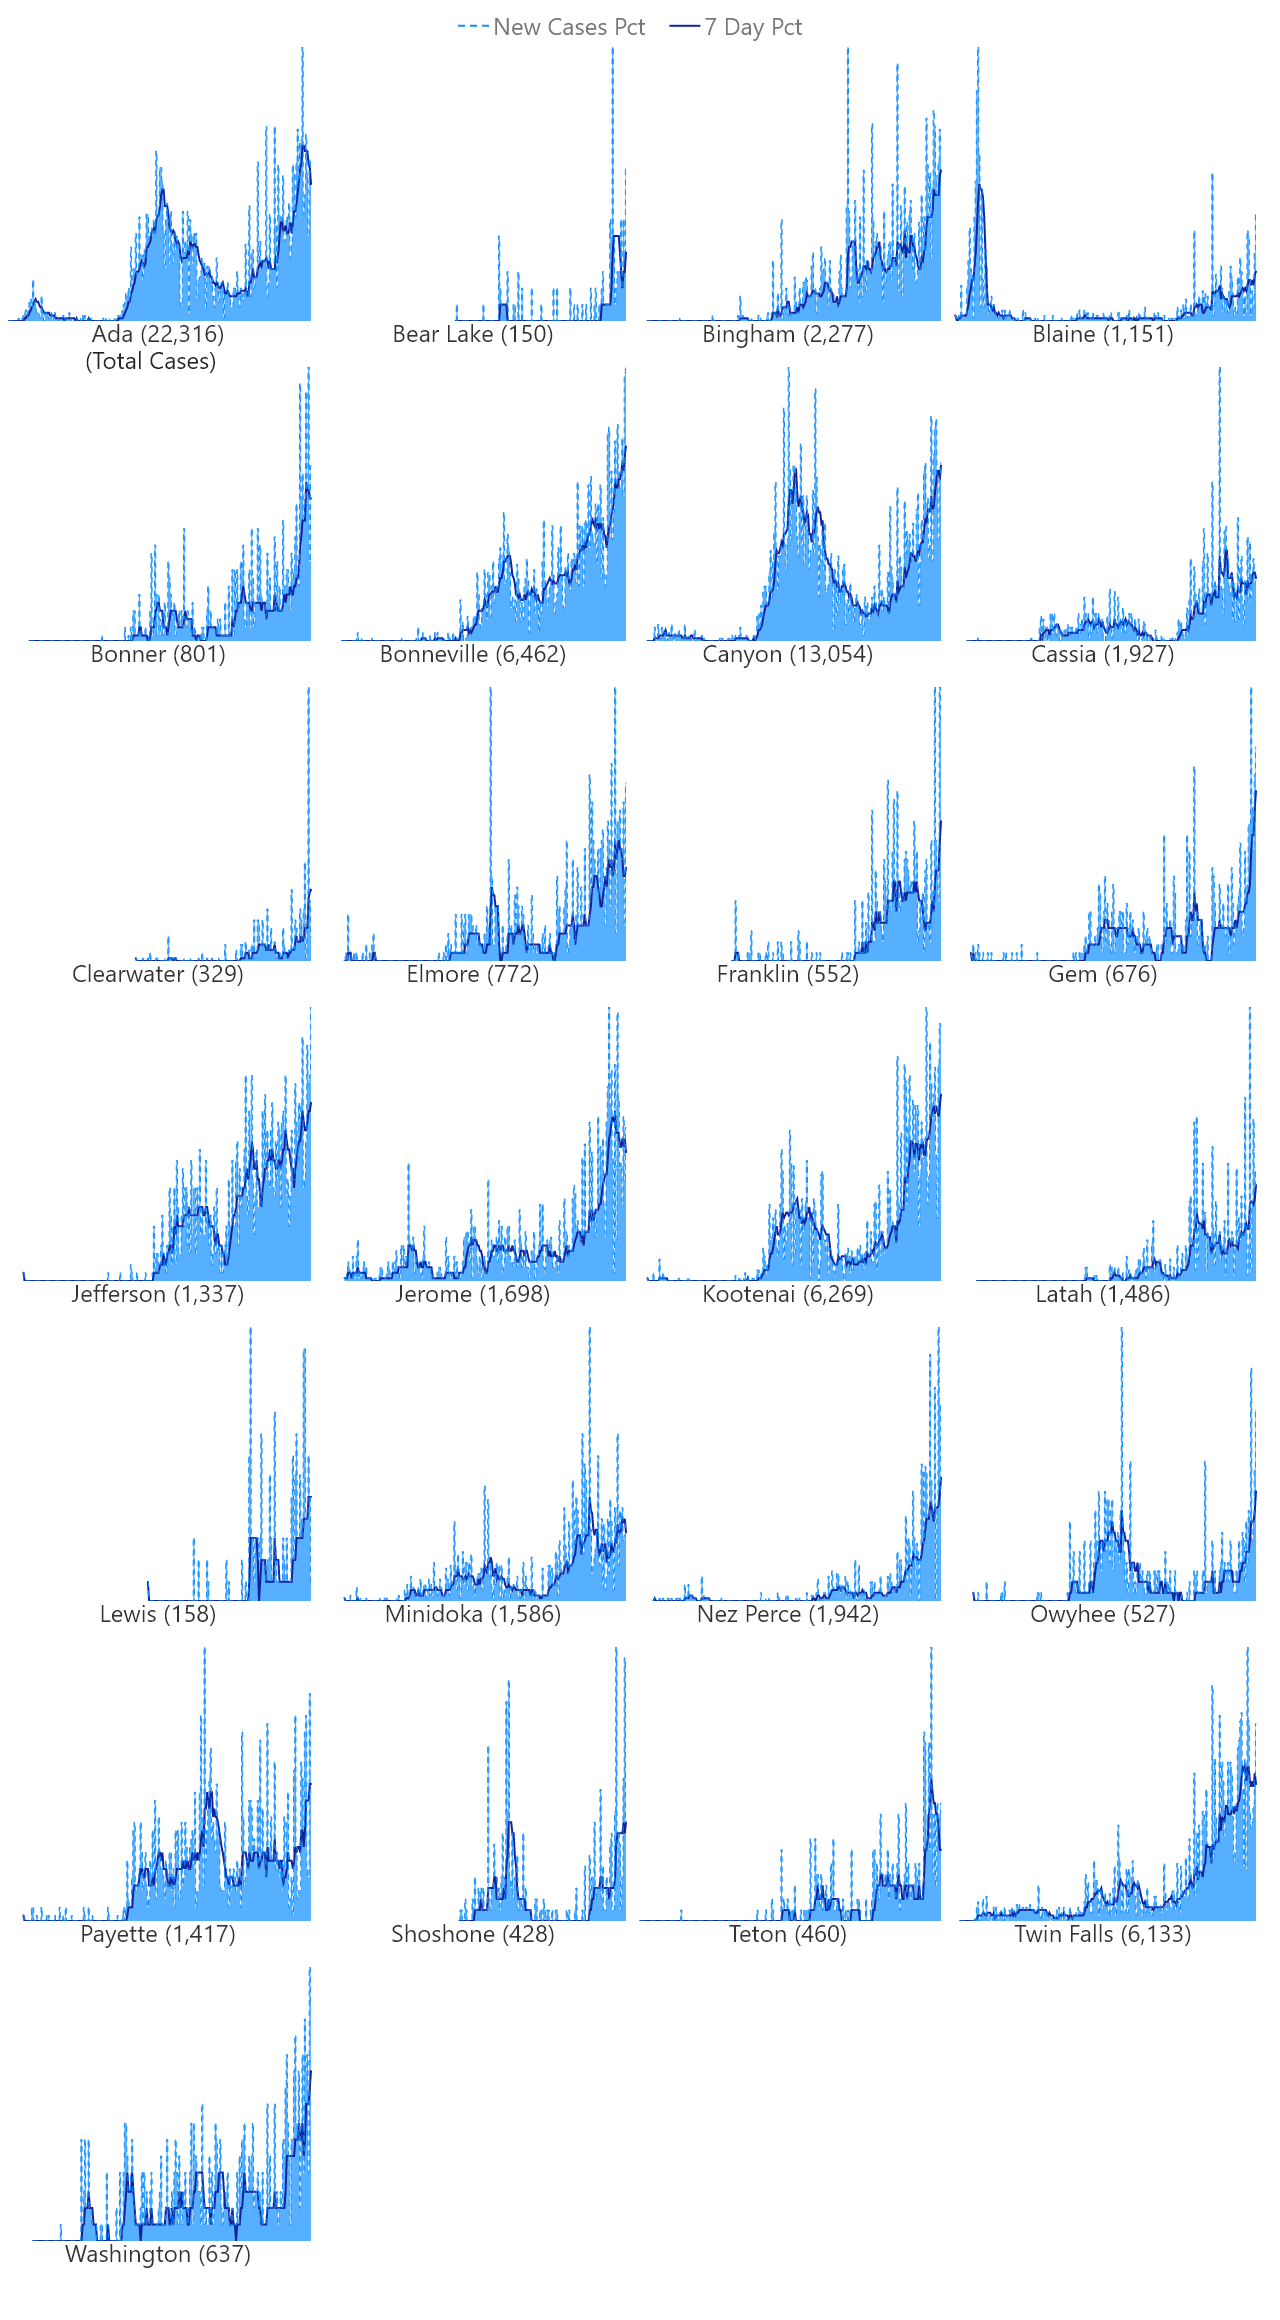 New Cases Pct 7 Day Pct
Ada (22,316) Bear Lake (150) Bingham (2,277) Blaine (1,151)
(Total Cases)
Bonner (801) Bonneville (6,462) Canyon (13,054) Cassia (1,927)
Clearwater (329) Elmore (772) Franklin (552) Gem (676)
Jefferson (1,337) Jerome (1,698) Kootenai (6,269) Latah (1,486)
Lewis (158) Minidoka (1,586) Nez Perce (1,942) Owyhee (527)
Payette (1,417) Shoshone (428) Teton (460) Twin Falls (6,133)
Washington (637)